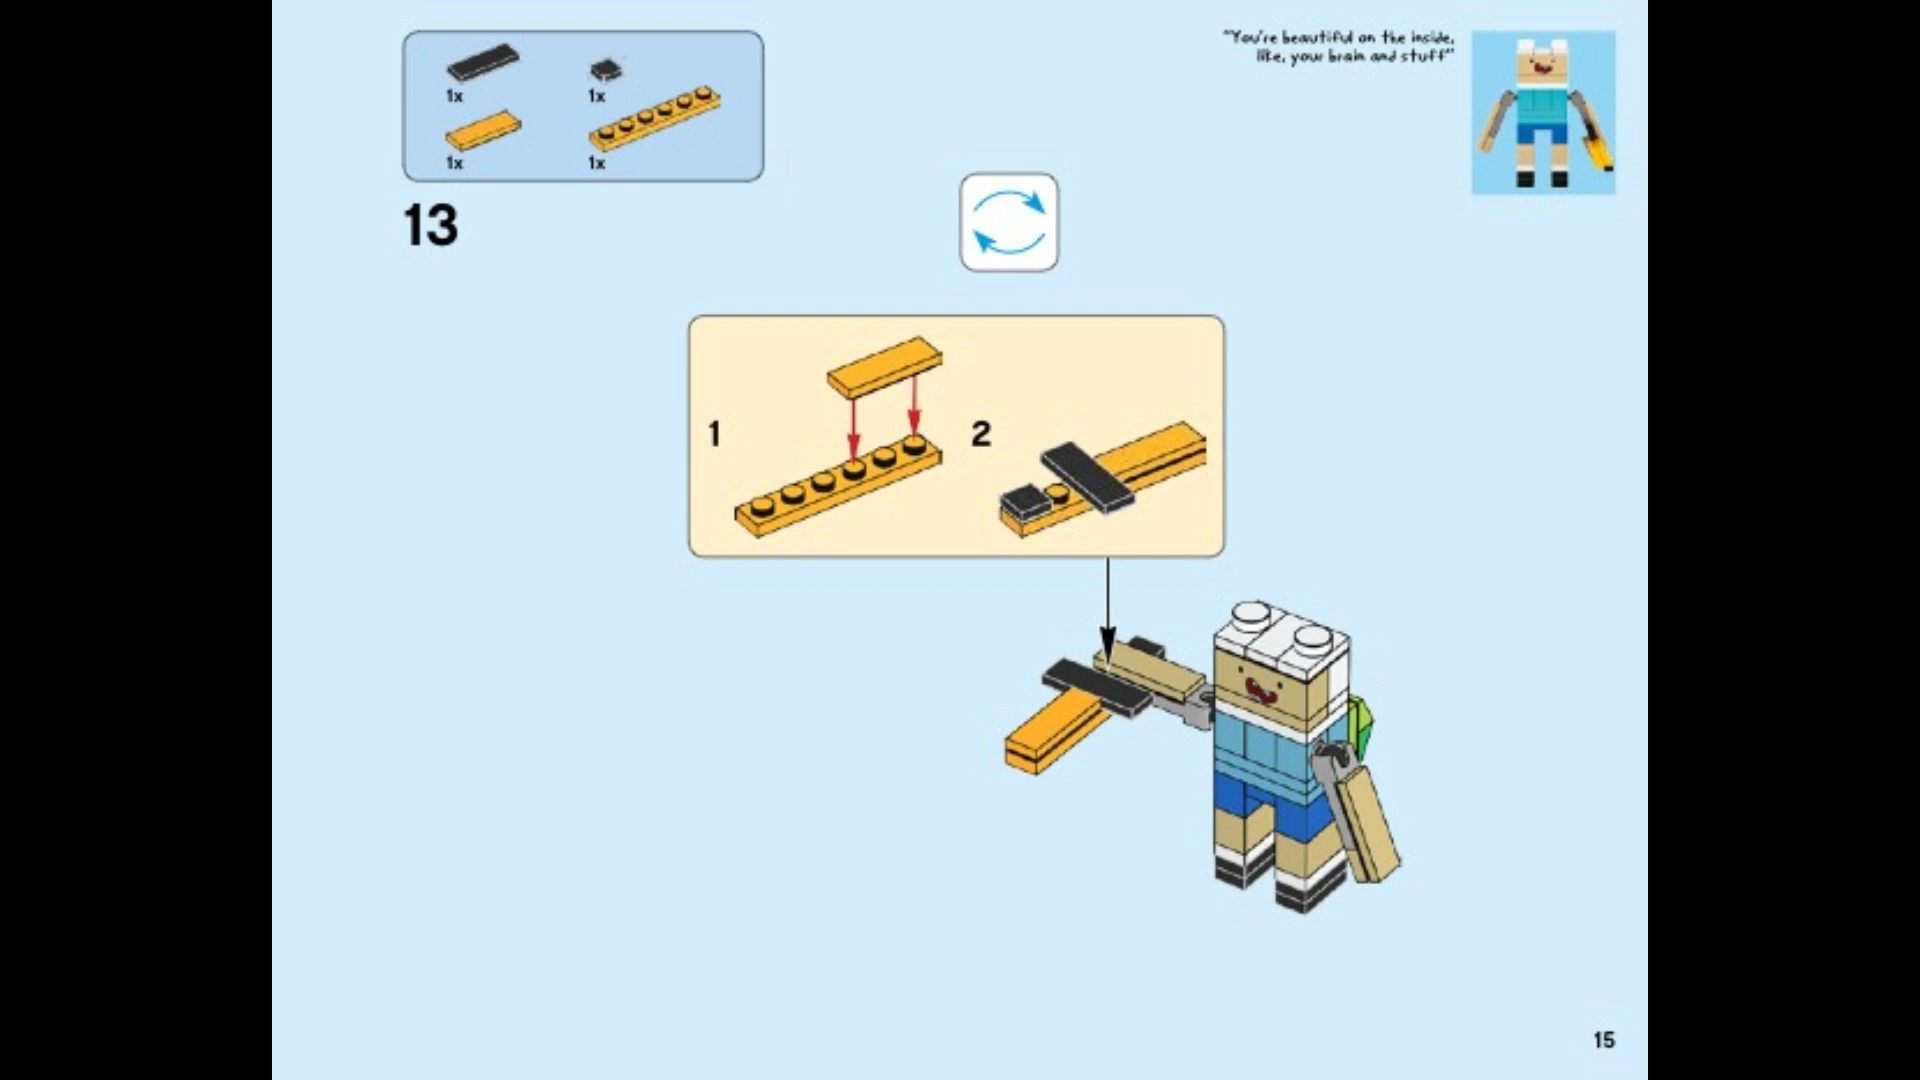 "You're beautiful on the inside,
like, your brain and stuff"
1x
1x
1x
1x
13
1
2
15